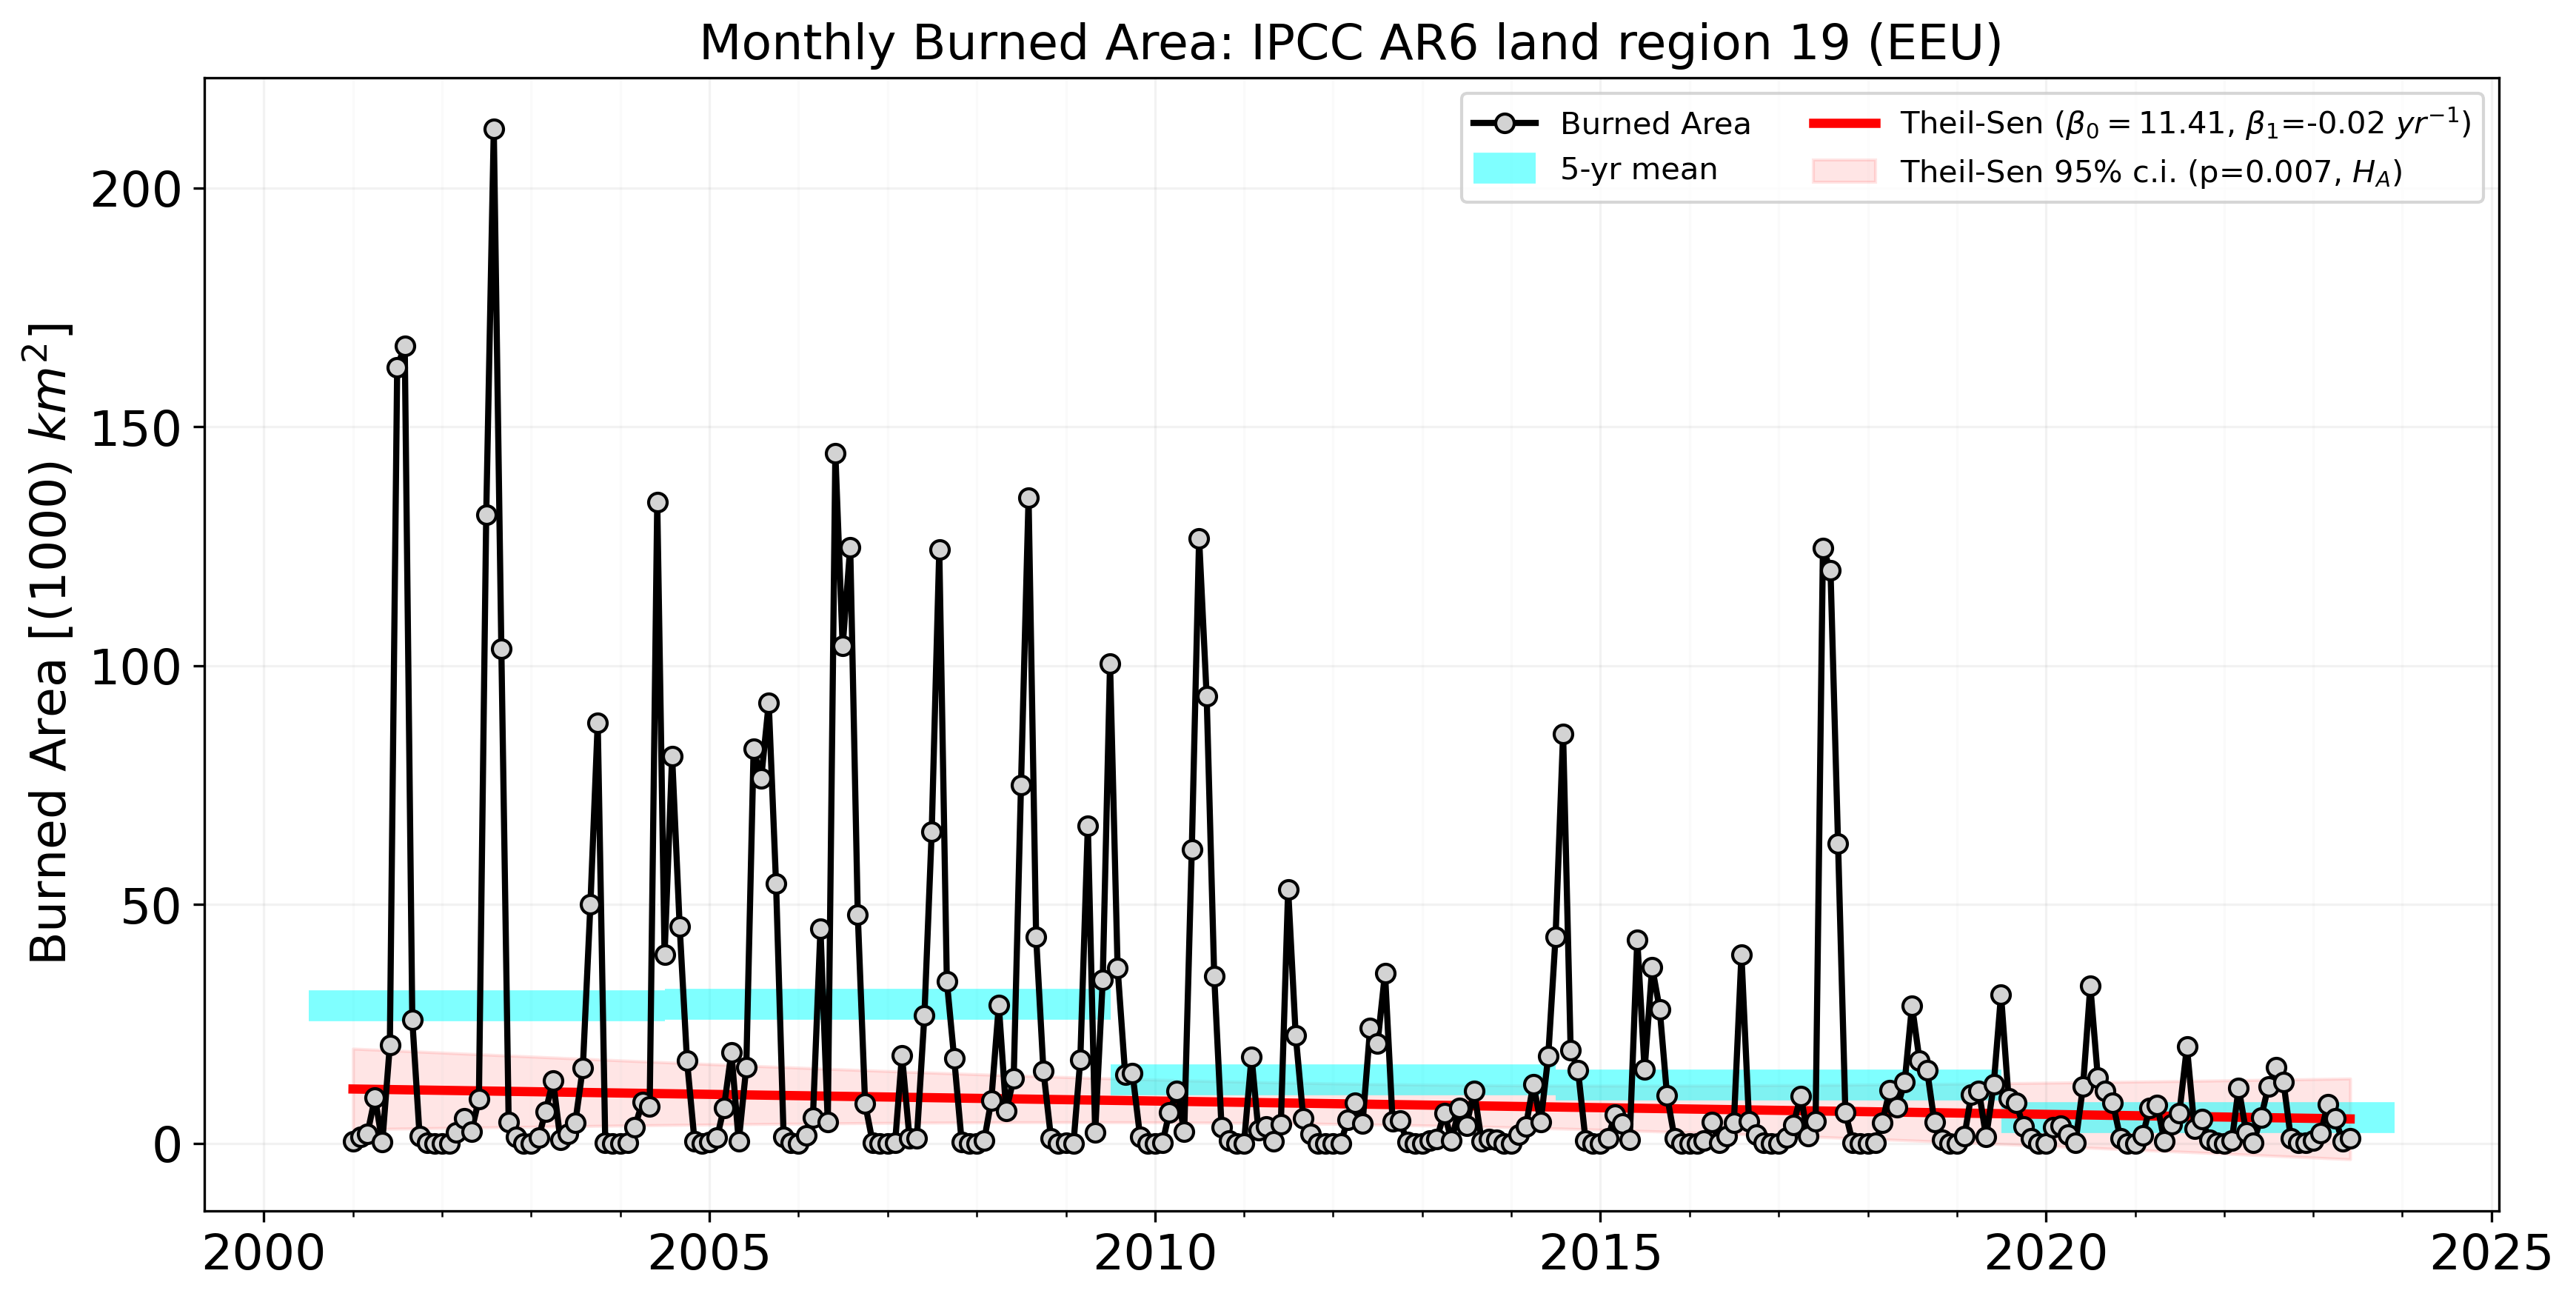 Monthly Burned Area: IPCC AR6 land region 19 (EEU)
Burned Area
5-yr mean
Theil-Sen (β₀ = 11.41, β₁=-0.02 yr⁻¹)
Theil-Sen 95% c.i. (p=0.007, H_A)
Burned Area [(1000) km²]
200
150
100
50
0
2000 2005 2010 2015 2020 2025